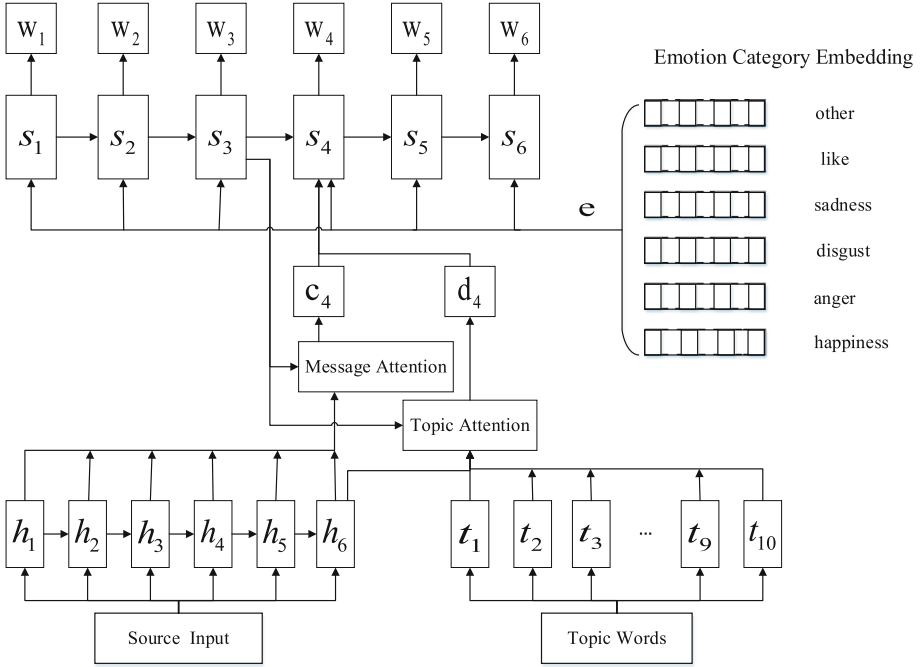 w1 w2 w3 w4 w5 w6
Emotion Category Embedding
s1 s2 s3 s4 s5 s6
other
like
sadness
e
disgust
anger
happiness
c4 d4
Message Attention
Topic Attention
h1 h2 h3 h4 h5 h6 t1 t2 t3 ... t9 t10
Source Input
Topic Words